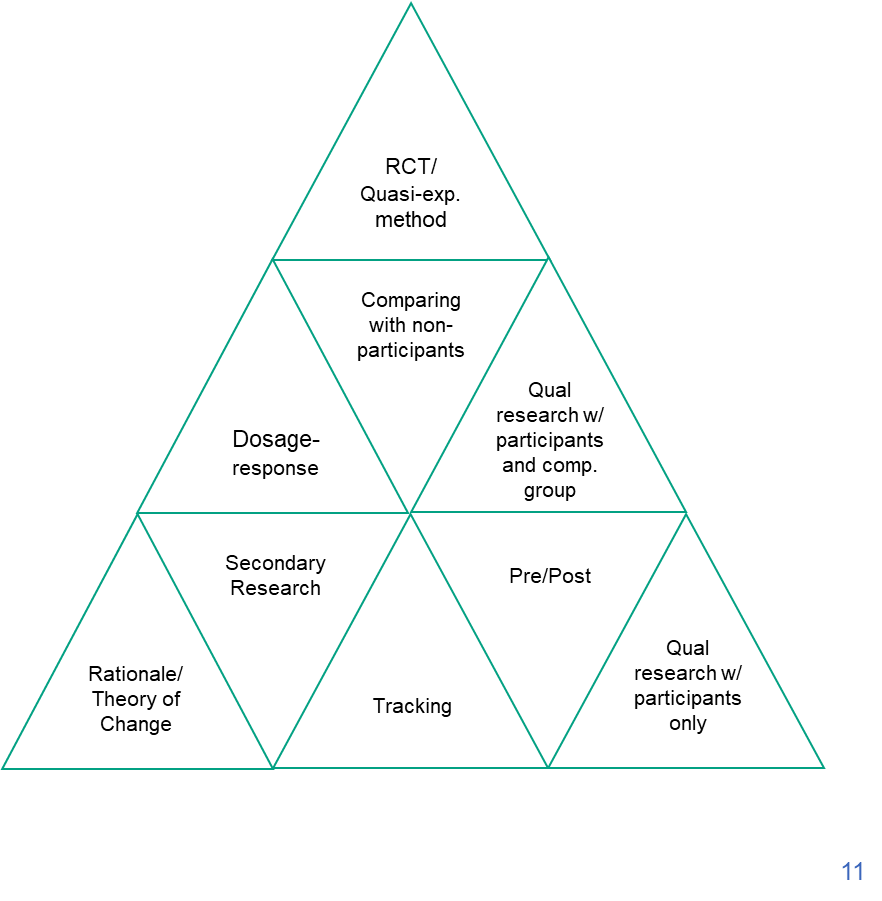 RCT/
Quasi-exp.
method
Comparing
with non-
participants
Dosage-
response
Qual
research w/
participants
and comp.
group
Secondary
Research
Pre/Post
Rationale/
Theory of
Change
Tracking
Qual
research w/
participants
only
11